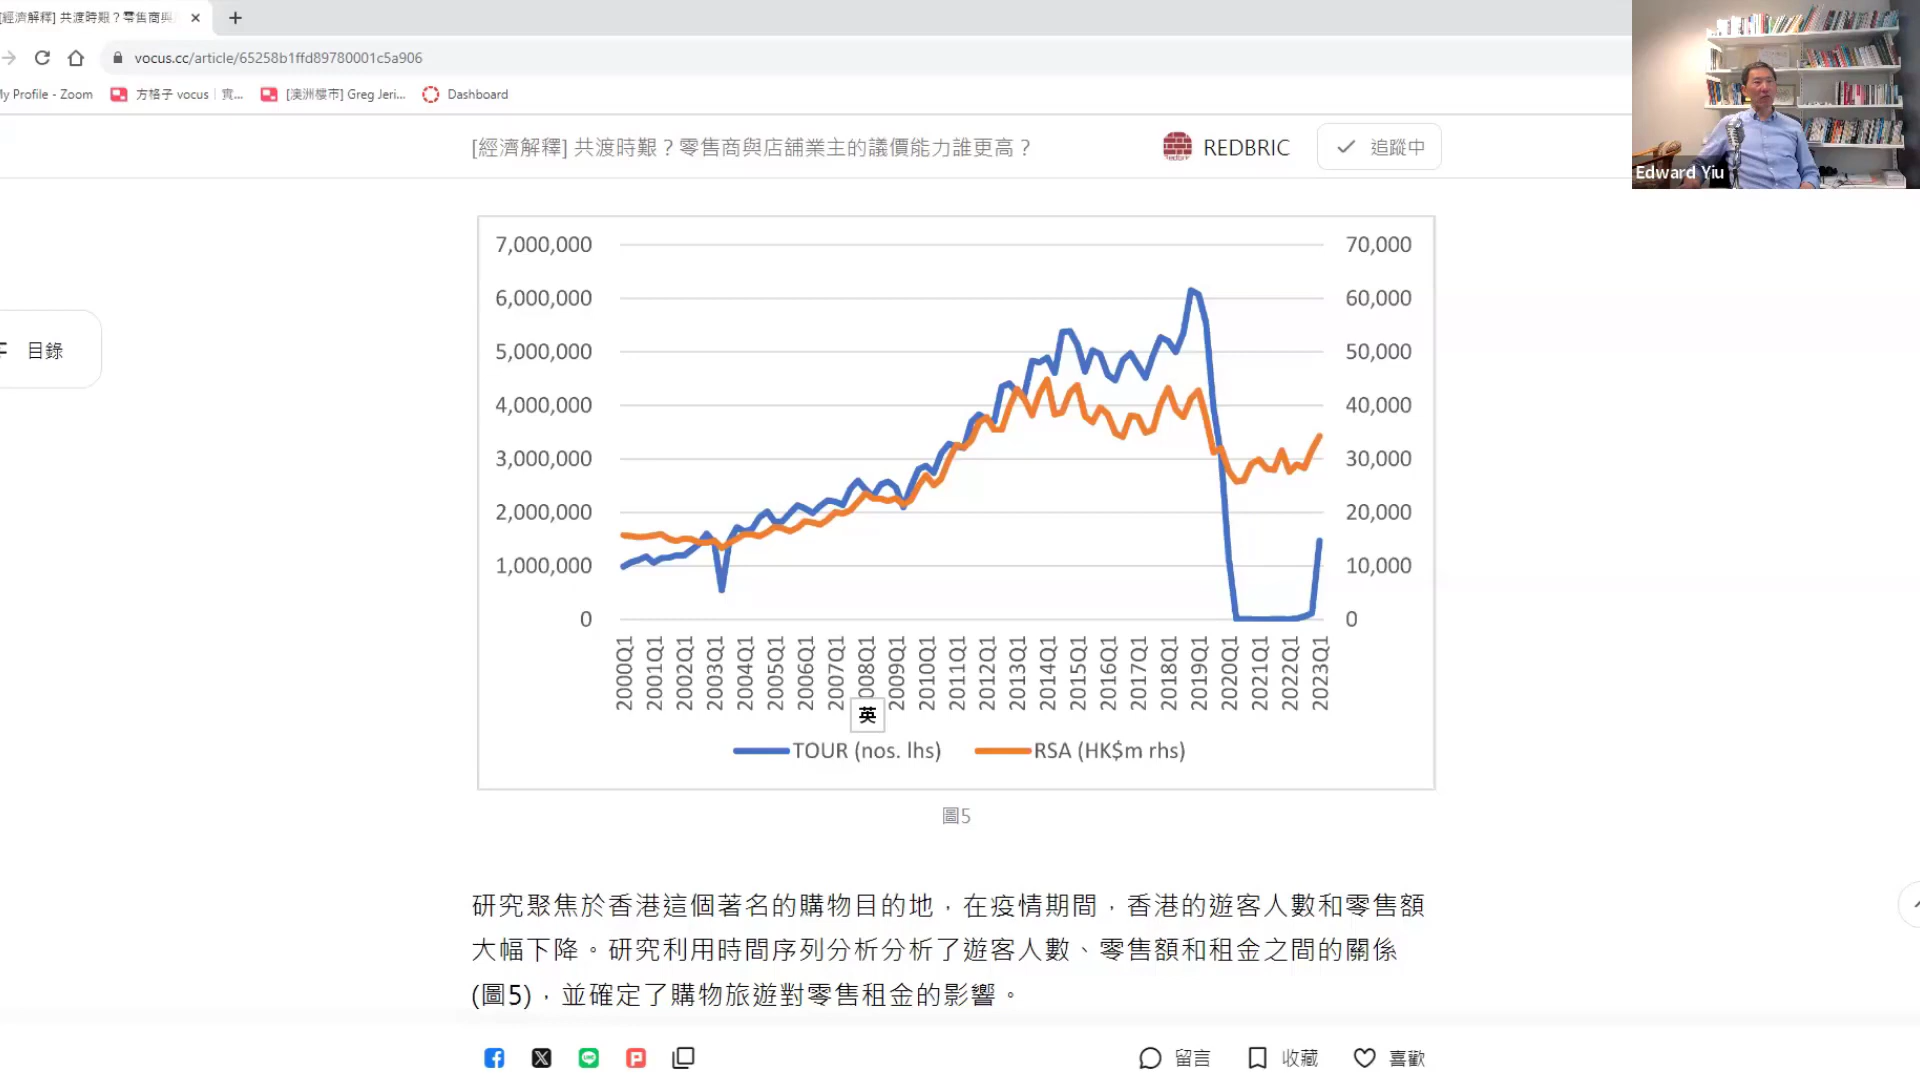 [經濟解釋] 共渡時艱？零售商與
vocus.cc/article/65258b1ffd89780001c5a906
My Profile - Zoom
方格子 vocus｜實...
[澳洲樓市] Greg Jeri...
Dashboard
Edward Yiu
[經濟解釋] 共渡時艱？零售商與店舖業主的議價能力誰更高？
REDBRIC
追蹤中
目錄
7,000,000
6,000,000
5,000,000
4,000,000
3,000,000
2,000,000
1,000,000
0
70,000
60,000
50,000
40,000
30,000
20,000
10,000
0
2000Q1
2001Q1
2002Q1
2003Q1
2004Q1
2005Q1
2006Q1
2007Q1
2008Q1
2009Q1
2010Q1
2011Q1
2012Q1
2013Q1
2014Q1
2015Q1
2016Q1
2017Q1
2018Q1
2019Q1
2020Q1
2021Q1
2022Q1
2023Q1
英
TOUR (nos. lhs)
RSA (HK$m rhs)
圖5
研究聚焦於香港這個著名的購物目的地，在疫情期間，香港的遊客人數和零售額
大幅下降。研究利用時間序列分析分析了遊客人數、零售額和租金之間的關係
(圖5)，並確定了購物旅遊對零售租金的影響。
留言
收藏
喜歡